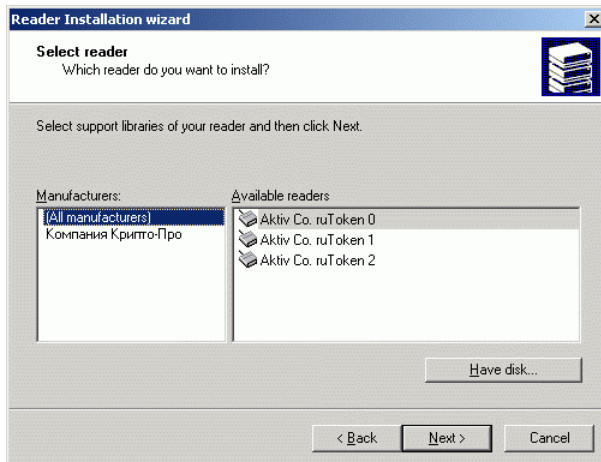 Reader Installation wizard
Select reader
Which reader do you want to install?
Select support libraries of your reader and then click Next.
Manufacturers:
(All manufacturers)
Компания Крипто-Про
Available readers
Aktiv Co. ruToken 0
Aktiv Co. ruToken 1
Aktiv Co. ruToken 2
Have disk...
< Back
Next >
Cancel